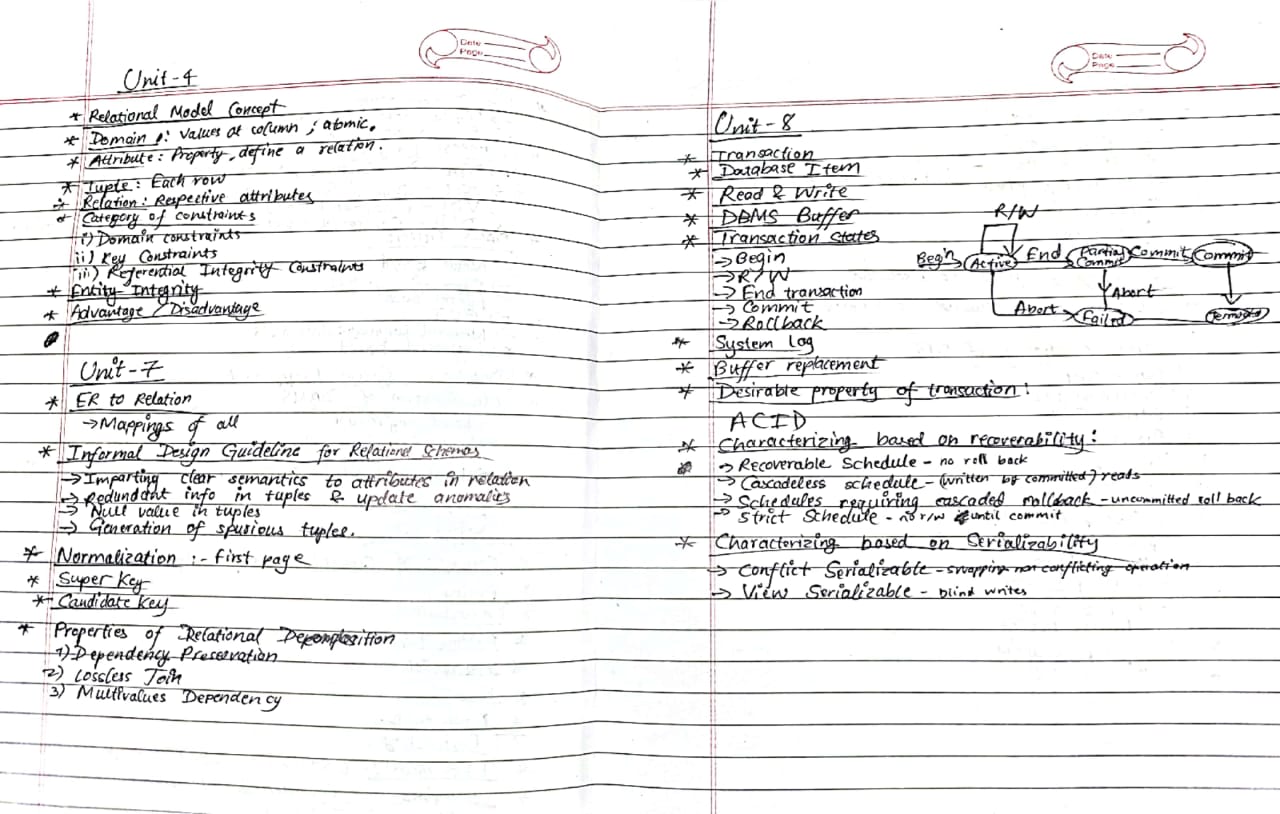 Date
Page
Unit-4
* Relational Model Concept
* Domain : values at column ; atomic.
* Attribute : Property, define a relation.
* Tuple : Each row
* Relation : Respective attributes
* Category of constraints
i) Domain constraints
ii) Key Constraints
iii) Referential Integrity Constraints
* Entity Integrity
* Advantage / Disadvantage
Unit-7
* ER to Relation
→ Mappings of all
* Informal Design Guideline for Relational Schemas
→ Imparting clear semantics to attributes in relation
→ Redundant info in tuples & update anomalies
→ Null value in tuples
→ Generation of spurious tuples.
* Normalization :- first page
* Super Key
* Candidate Key
* Properties of Relational Decomposition
1) Dependency Preservation
2) Lossless Join
3) Multivalues Dependency
Date
Page
Unit-8
* Transaction
* Database Item
* Read & Write
* DBMS Buffer
* Transaction states
→ Begin
→ R/W
→ End transaction
→ Commit
→ Rollback
R/W
Begin Active End Partial Commit Commit Commit
Abort
Abort Failed Terminate
* System log
* Buffer replacement
* Desirable property of transaction :
ACID
* Characterizing based on recoverability :
→ Recoverable Schedule - no roll back
→ Cascadeless schedule - (written by committed) reads
→ Schedules requiring cascaded rollback - uncommitted roll back
→ Strict Schedule - no r/w until commit
* Characterizing based on Serializability
→ Conflict Serializable - swapping non conflicting operation
→ View Serializable - blind writes